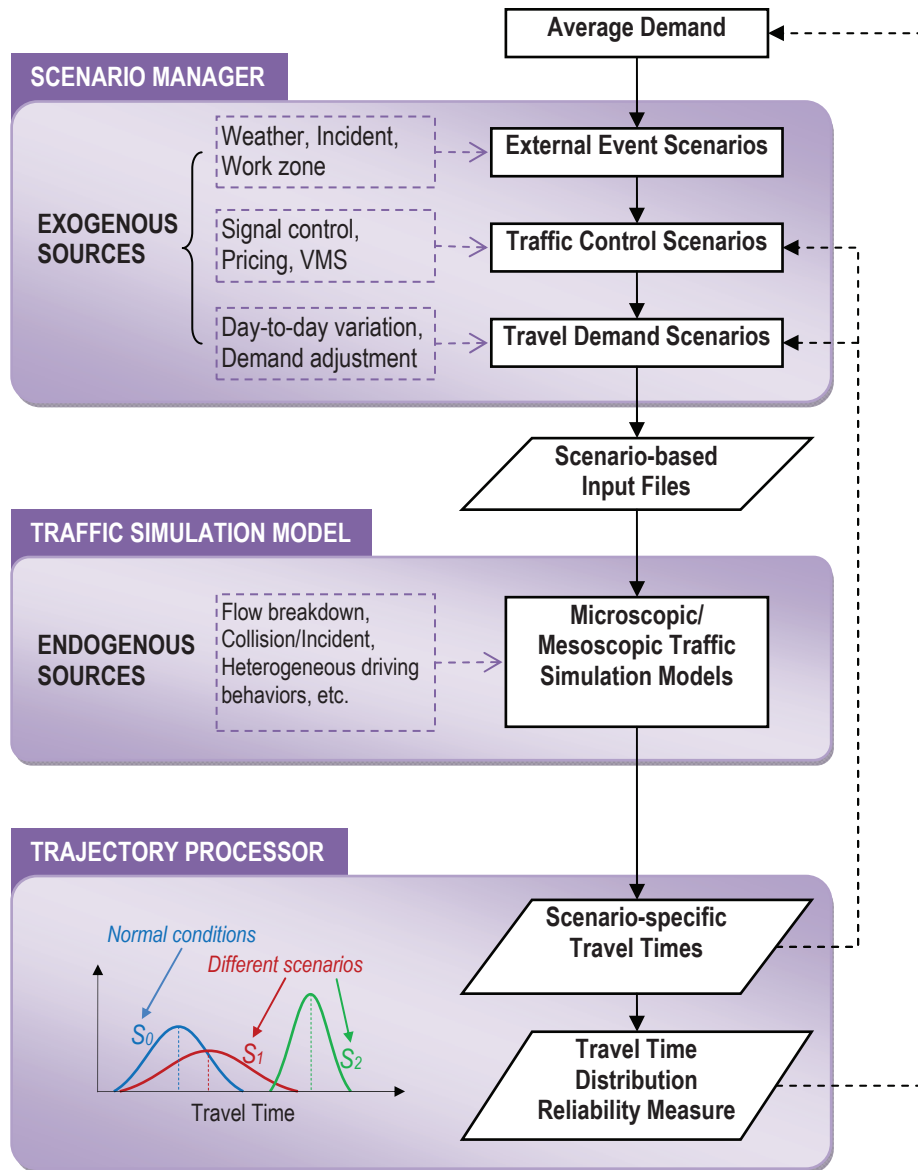 Average Demand
SCENARIO MANAGER
Weather, Incident,
Work zone
External Event Scenarios
EXOGENOUS
SOURCES
Signal control,
Pricing, VMS
Traffic Control Scenarios
Day-to-day variation,
Demand adjustment
Travel Demand Scenarios
Scenario-based
Input Files
TRAFFIC SIMULATION MODEL
ENDOGENOUS
SOURCES
Flow breakdown,
Collision/Incident,
Heterogeneous driving
behaviors, etc.
Microscopic/
Mesoscopic Traffic
Simulation Models
TRAJECTORY PROCESSOR
Normal conditions
Different scenarios
S0
S1
S2
Travel Time
Scenario-specific
Travel Times
Travel Time
Distribution
Reliability Measure